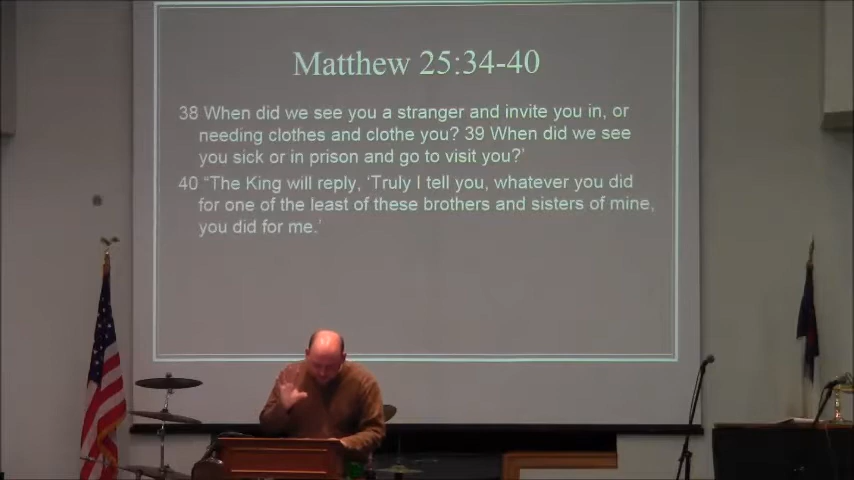 Matthew 25:34-40
38 When did we see you a stranger and invite you in, or
needing clothes and clothe you? 39 When did we see
you sick or in prison and go to visit you?’
40 “The King will reply, ‘Truly I tell you, whatever you did
for one of the least of these brothers and sisters of mine,
you did for me.’